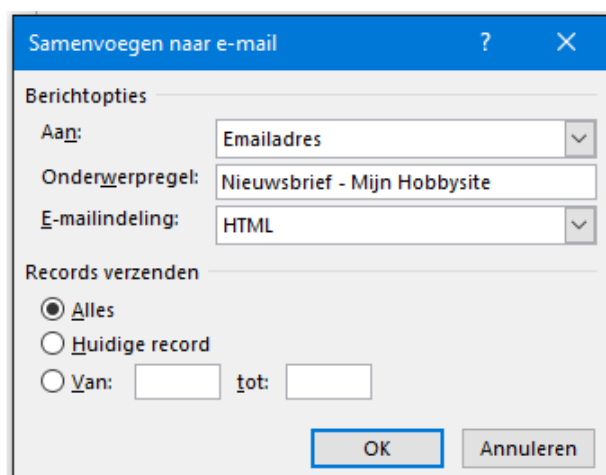 Samenvoegen naar e-mail ?
Berichtopties
Aan: Emailadres
Onderwerpregel: Nieuwsbrief - Mijn Hobbysite
E-mailindeling: HTML
Records verzenden
Alles
Huidige record
Van: tot:
OK Annuleren